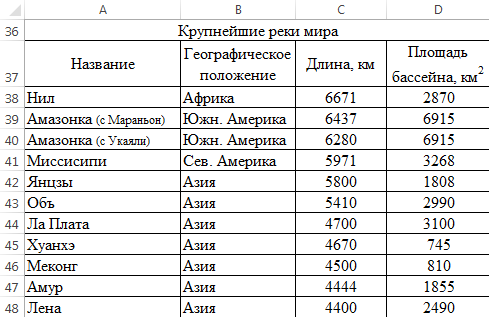 A B C D
36 Крупнейшие реки мира
37 Название Географическое положение Длина, км Площадь бассейна, км²
38 Нил Африка 6671 2870
39 Амазонка (с Мараньон) Южн. Америка 6437 6915
40 Амазонка (с Укаяли) Южн. Америка 6280 6915
41 Миссисипи Сев. Америка 5971 3268
42 Янцзы Азия 5800 1808
43 Объ Азия 5410 2990
44 Ла Плата Азия 4700 3100
45 Хуанхэ Азия 4670 745
46 Меконг Азия 4500 810
47 Амур Азия 4444 1855
48 Лена Азия 4400 2490